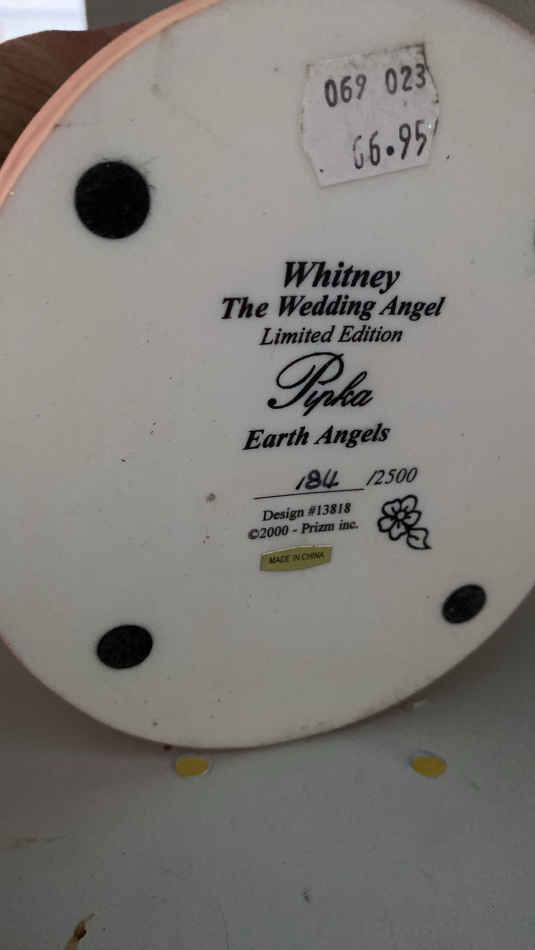 069 023
66.95
Whitney
The Wedding Angel
Limited Edition
Pipka
Earth Angels
184 /2500
Design #13818
©2000 - Prizm inc.
MADE IN CHINA